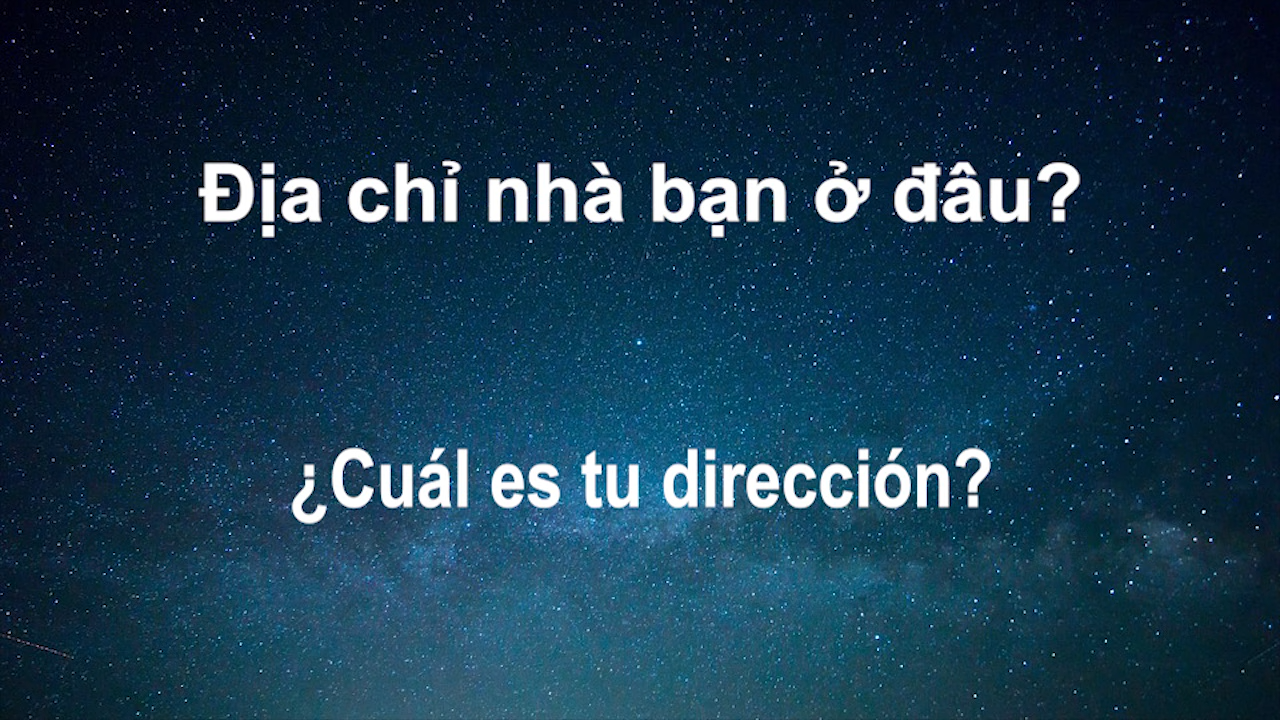 Địa chỉ nhà bạn ở đâu?
¿Cuál es tu dirección?